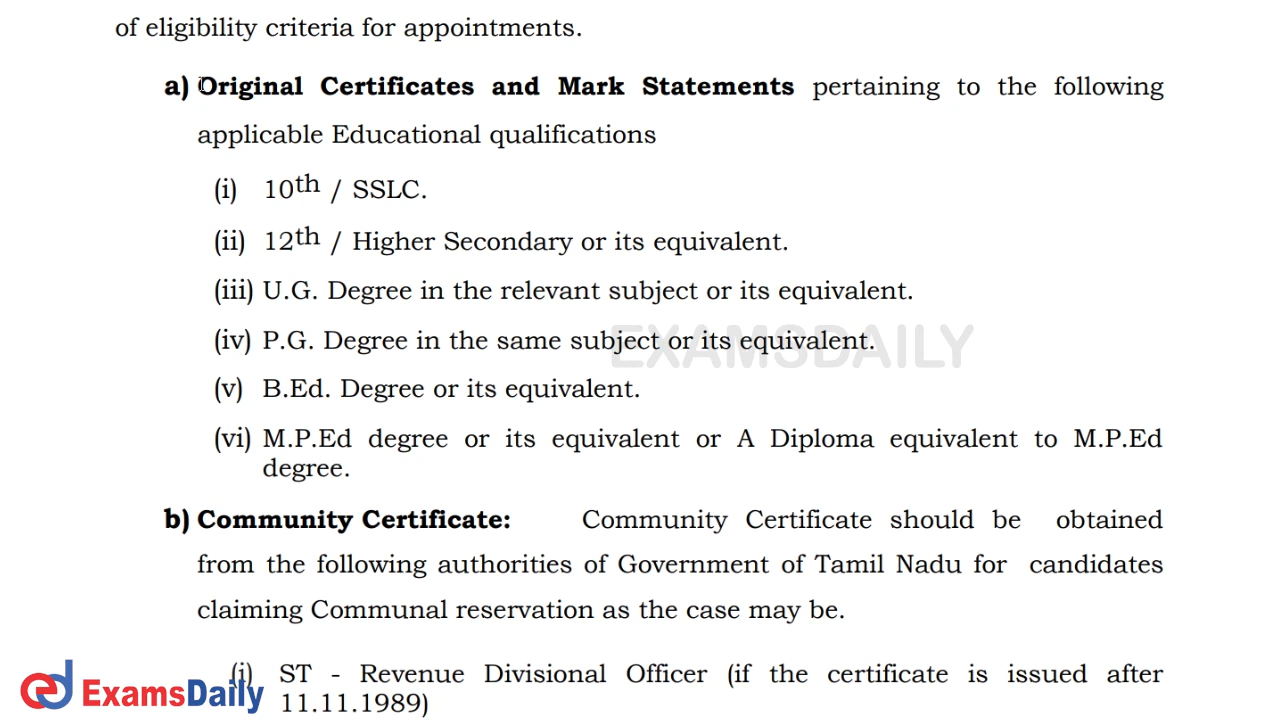 of eligibility criteria for appointments.
a) Original Certificates and Mark Statements pertaining to the following
applicable Educational qualifications
(i) 10th / SSLC.
(ii) 12th / Higher Secondary or its equivalent.
(iii) U.G. Degree in the relevant subject or its equivalent.
(iv) P.G. Degree in the same subject or its equivalent.
EXAMSDAILY
(v) B.Ed. Degree or its equivalent.
(vi) M.P.Ed degree or its equivalent or A Diploma equivalent to M.P.Ed
degree.
b) Community Certificate: Community Certificate should be obtained
from the following authorities of Government of Tamil Nadu for candidates
claiming Communal reservation as the case may be.
(i) ST - Revenue Divisional Officer (if the certificate is issued after
11.11.1989)
ed ExamsDaily